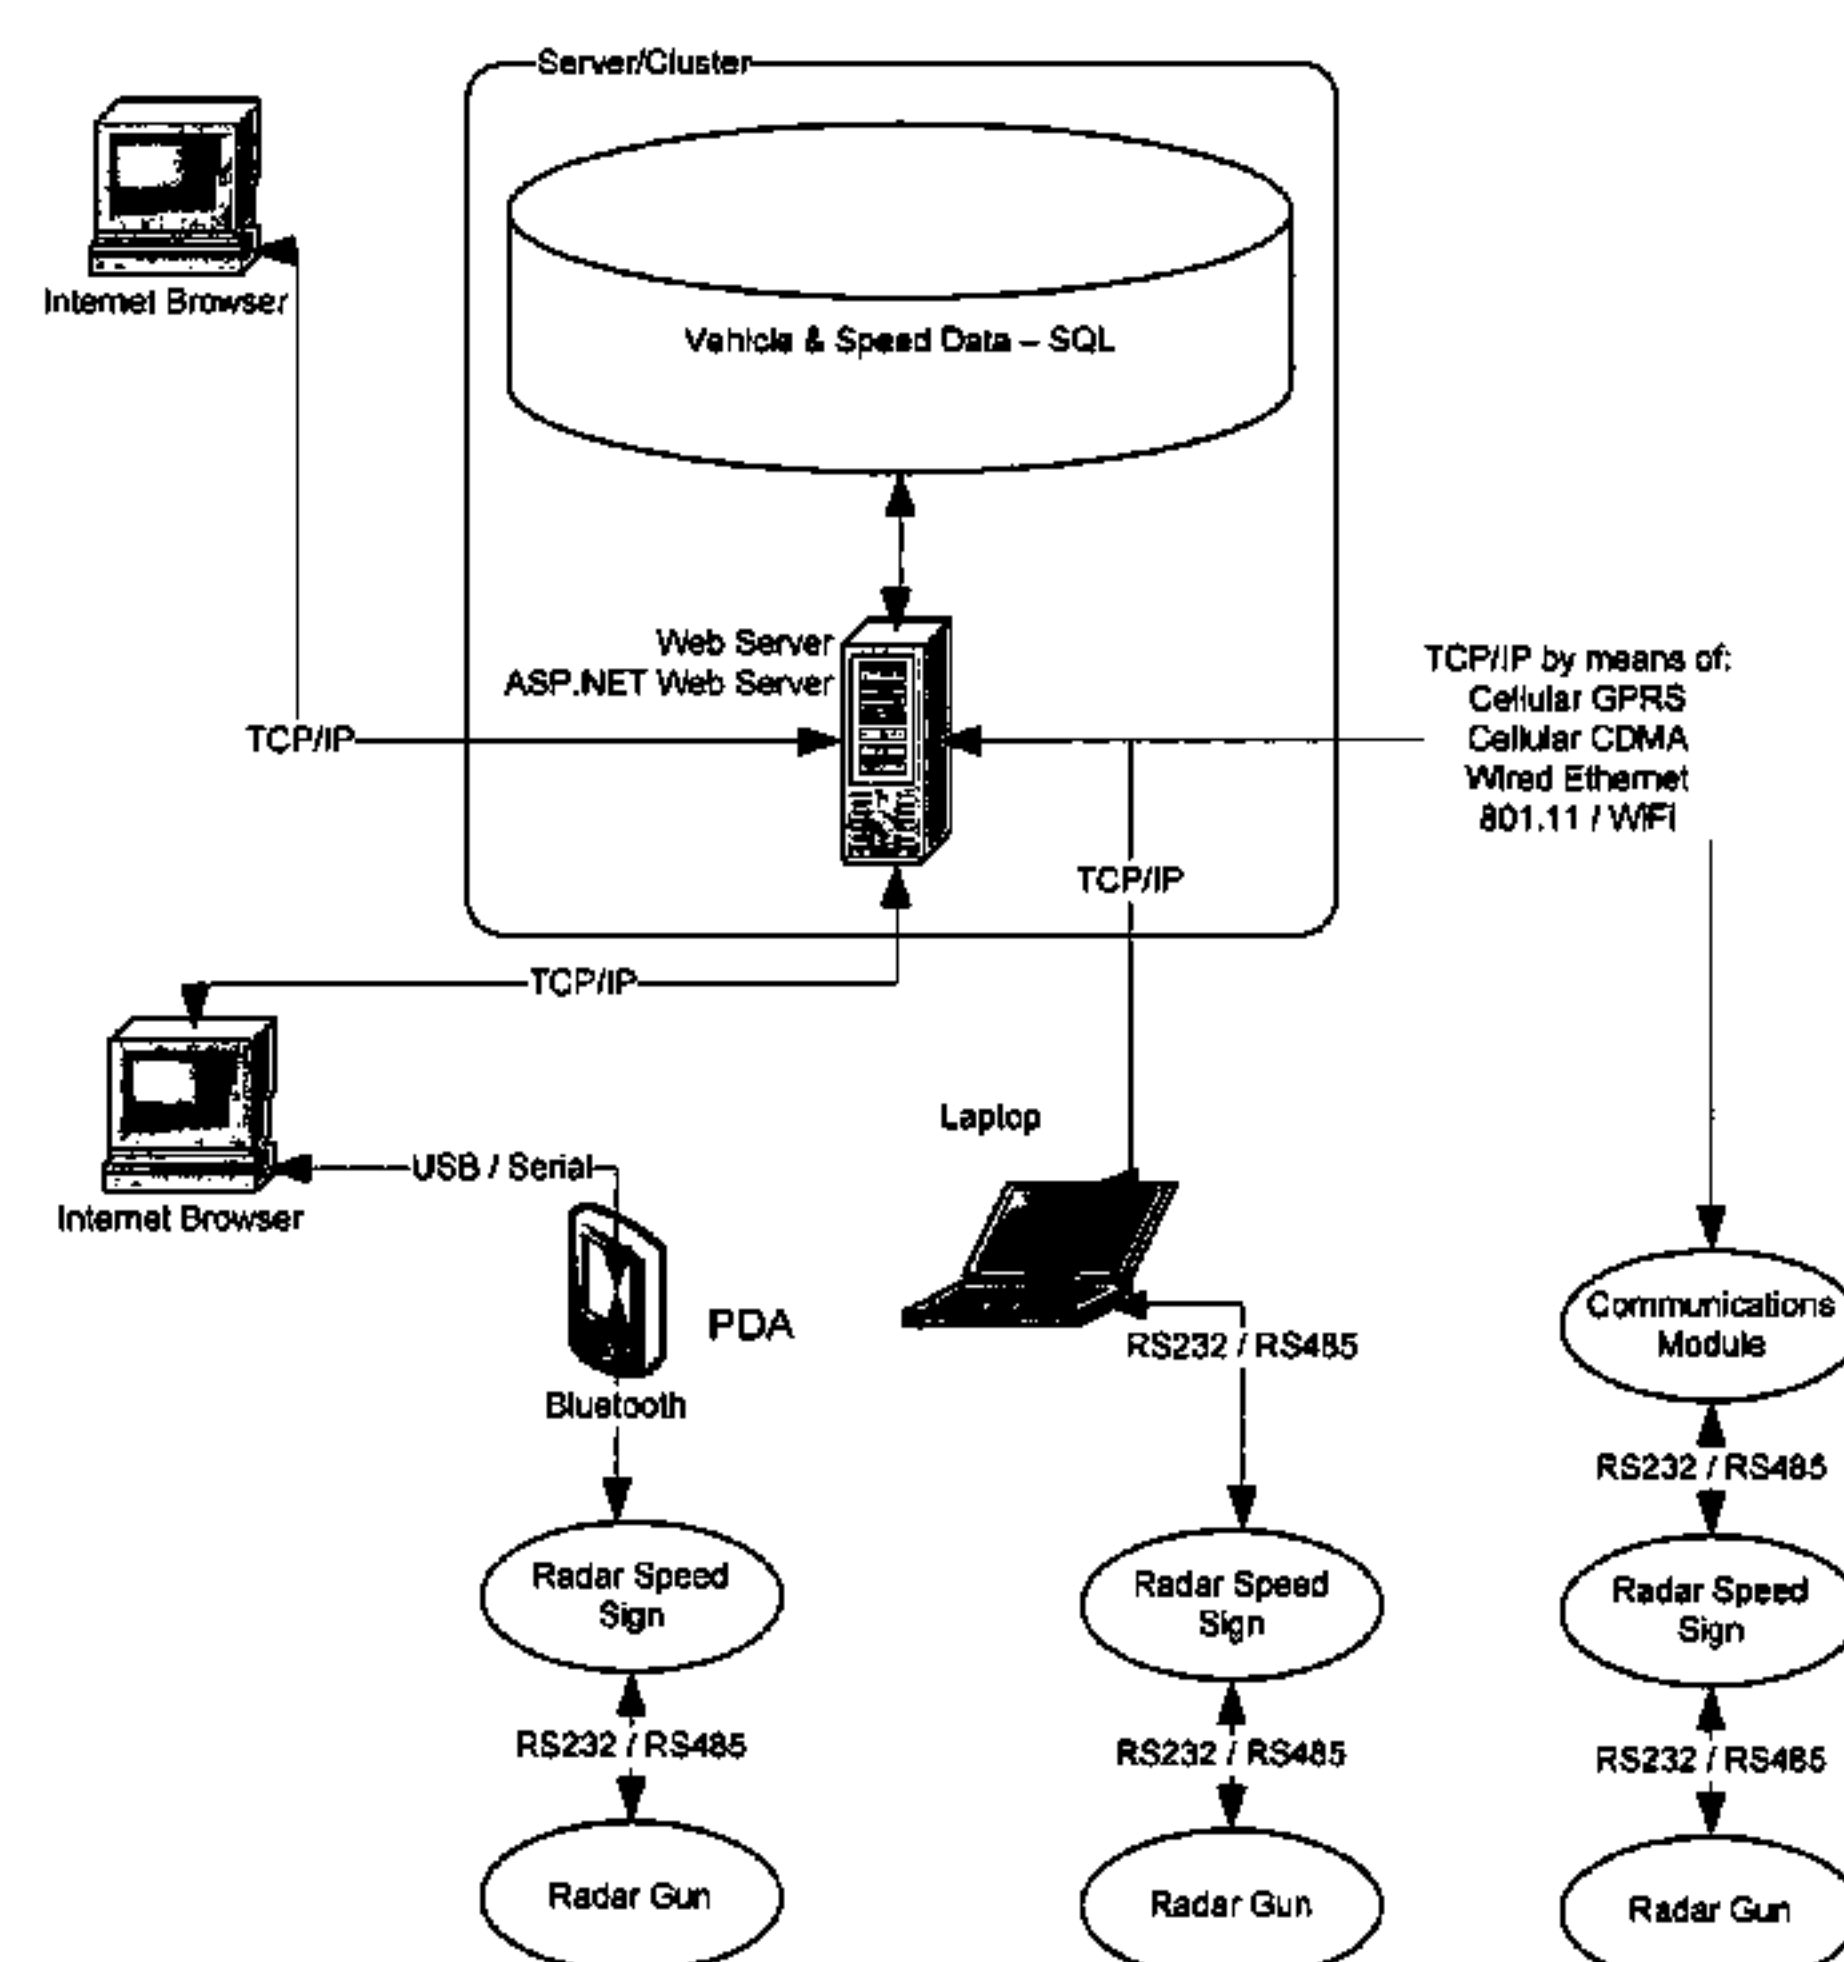 Server/Cluster
Internet Browser
Vehicle & Speed Data – SQL
Web Server
ASP.NET Web Server
TCP/IP
TCP/IP by means of:
Cellular GPRS
Cellular CDMA
Wired Ethernet
801.11 / WiFi
TCP/IP
TCP/IP
Laptop
USB / Serial
Internet Browser
PDA
RS232 / RS485
Communications
Module
Bluetooth
RS232 / RS485
Radar Speed
Sign
Radar Speed
Sign
Radar Speed
Sign
RS232 / RS485
RS232 / RS485
RS232 / RS485
Radar Gun
Radar Gun
Radar Gun